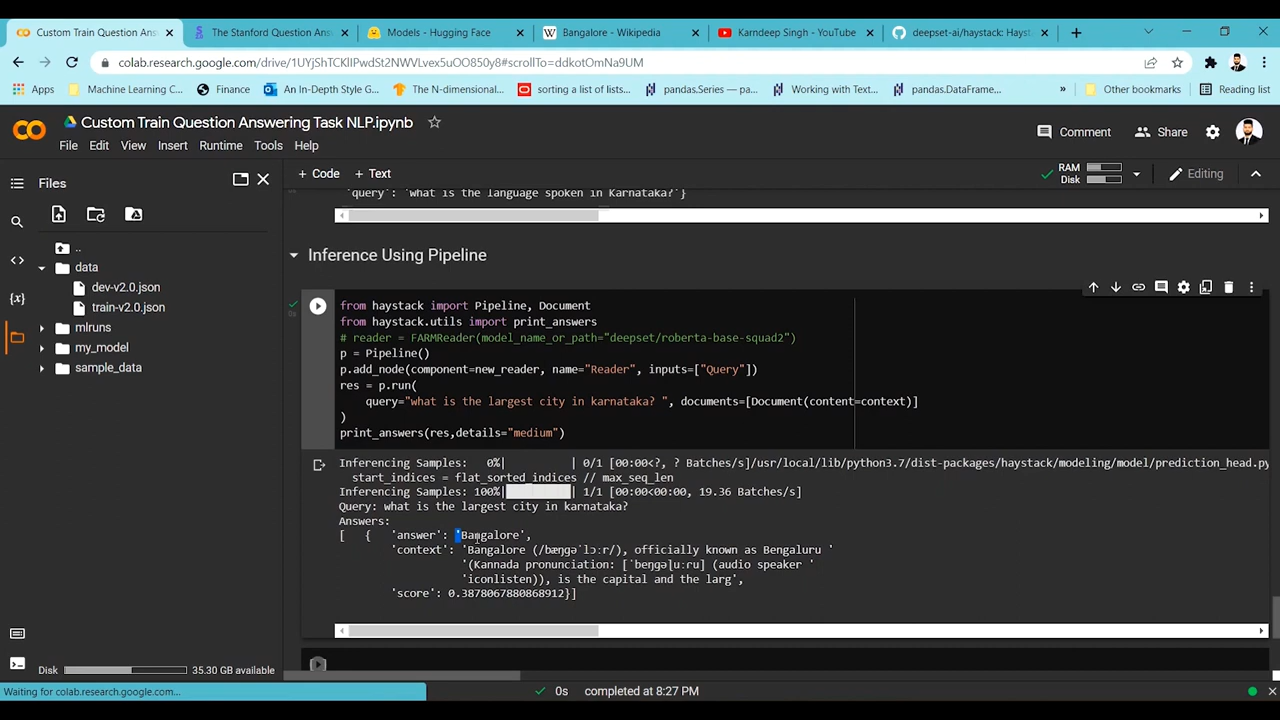 Custom Train Question Ans
The Stanford Question Ans
Models - Hugging Face
Bangalore - Wikipedia
Karndeep Singh - YouTube
deepset-ai/haystack: Hayst
colab.research.google.com/drive/1UYjShTCKlIPwdSt2NWVLvex5uOO850y8#scrollTo=ddkotOmNa9UM
Apps
Machine Learning C...
Finance
An In-Depth Style G...
The N-dimensional...
sorting a list of lists...
pandas.Series — pa...
Working with Text...
pandas.DataFrame...
»
Other bookmarks
Reading list
Custom Train Question Answering Task NLP.ipynb
Comment
Share
File Edit View Insert Runtime Tools Help
Files
+ Code + Text
RAM
Disk
Editing
..
data
dev-v2.0.json
train-v2.0.json
mlruns
my_model
sample_data
'query': 'what is the language spoken in Karnataka?'}
Inference Using Pipeline
from haystack import Pipeline, Document
from haystack.utils import print_answers
# reader = FARMReader(model_name_or_path="deepset/roberta-base-squad2")
p = Pipeline()
p.add_node(component=new_reader, name="Reader", inputs=["Query"])
res = p.run(
query="what is the largest city in karnataka? ", documents=[Document(content=context)]
)
print_answers(res,details="medium")
0s
Inferencing Samples: 0%| | 0/1 [00:00<?, ? Batches/s]/usr/local/lib/python3.7/dist-packages/haystack/modeling/model/prediction_head.py
start_indices = flat_sorted_indices // max_seq_len
Inferencing Samples: 100%| | 1/1 [00:00<00:00, 19.36 Batches/s]
Query: what is the largest city in karnataka?
Answers:
[ { 'answer': 'Bangalore',
'context': 'Bangalore (/bæŋɡəˈlɔːr/), officially known as Bengaluru '
'(Kannada pronunciation: [ˈbeŋɡəɭuːɾu] (audio speaker '
'iconlisten)), is the capital and the larg',
'score': 0.3878067880868912}]
Disk
35.30 GB available
Waiting for colab.research.google.com...
0s completed at 8:27 PM